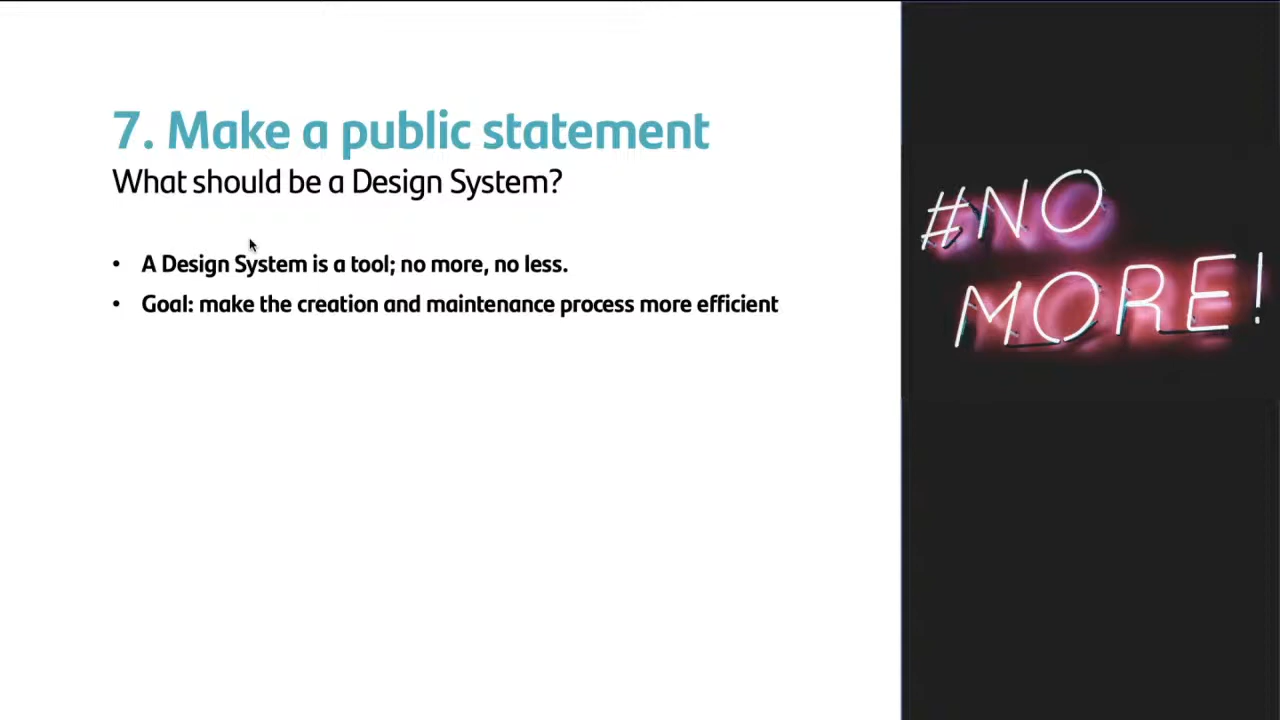 7. Make a public statement
What should be a Design System?
• A Design System is a tool; no more, no less.
• Goal: make the creation and maintenance process more efficient
#NO
MORE!